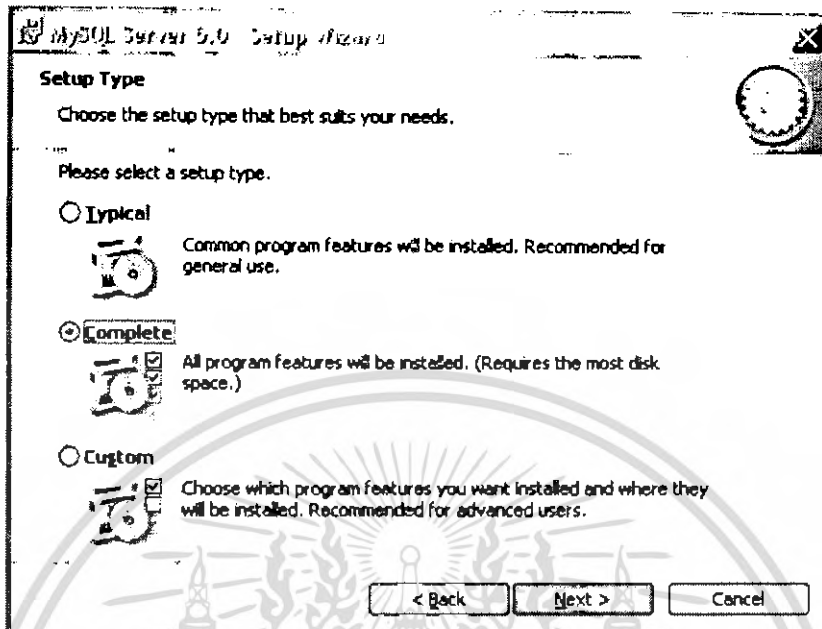 MySQL Server 5.0 Setup Wizard
Setup Type
Choose the setup type that best suits your needs.
Please select a setup type.
Typical
Common program features will be installed. Recommended for
general use.
Complete
All program features will be installed. (Requires the most disk
space.)
Custom
Choose which program features you want installed and where they
will be installed. Recommended for advanced users.
< Back
Next >
Cancel